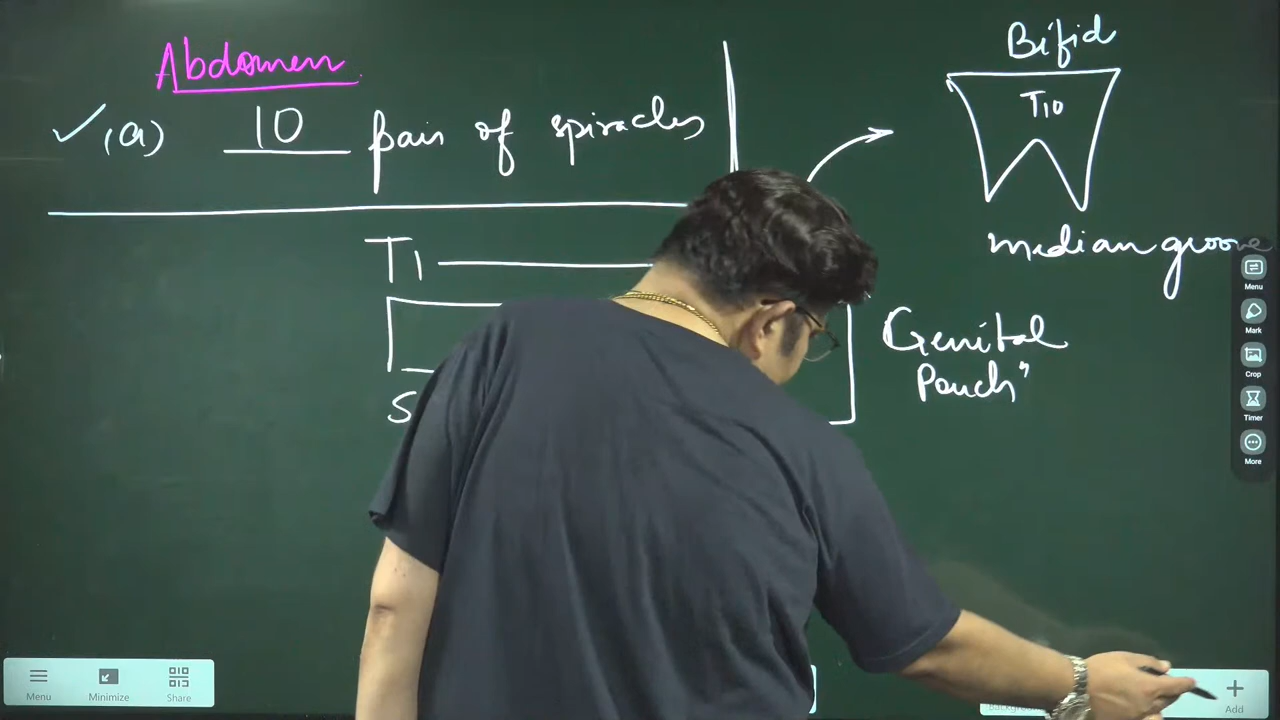 Abdomen
(a) 10 pair of spiracles
Bifid
T10
median groove
T1
S
Genital
Pouch"
Menu
Mark
Crop
Timer
More
Menu
Minimize
Share
Add